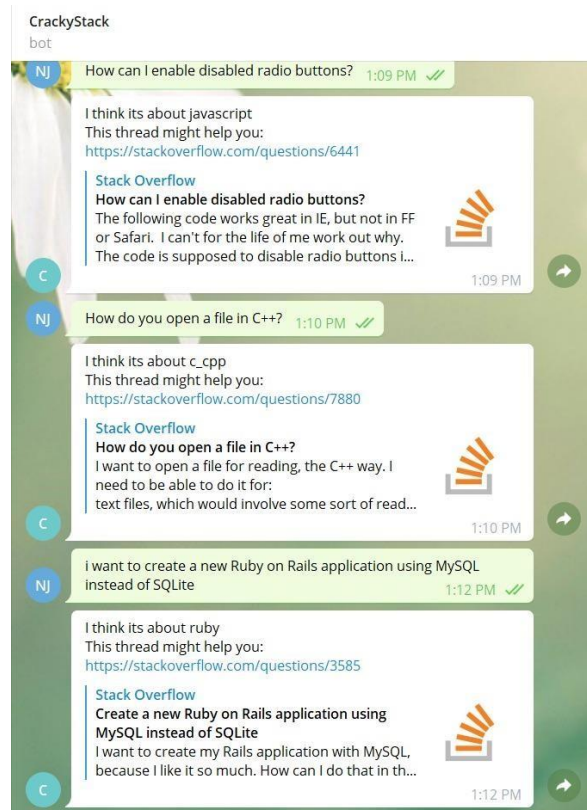 CrackyStack
bot
NJ
How can I enable disabled radio buttons? 1:09 PM
I think its about javascript
This thread might help you:
https://stackoverflow.com/questions/6441
Stack Overflow
How can I enable disabled radio buttons?
The following code works great in IE, but not in FF
or Safari. I can't for the life of me work out why.
The code is supposed to disable radio buttons i...
C
1:09 PM
NJ
How do you open a file in C++? 1:10 PM
I think its about c_cpp
This thread might help you:
https://stackoverflow.com/questions/7880
Stack Overflow
How do you open a file in C++?
I want to open a file for reading, the C++ way. I
need to be able to do it for:
text files, which would involve some sort of read...
C
1:10 PM
i want to create a new Ruby on Rails application using MySQL
NJ
instead of SQLite
1:12 PM
I think its about ruby
This thread might help you:
https://stackoverflow.com/questions/3585
Stack Overflow
Create a new Ruby on Rails application using
MySQL instead of SQLite
I want to create my Rails application with MySQL,
because I like it so much. How can I do that in th...
C
1:12 PM